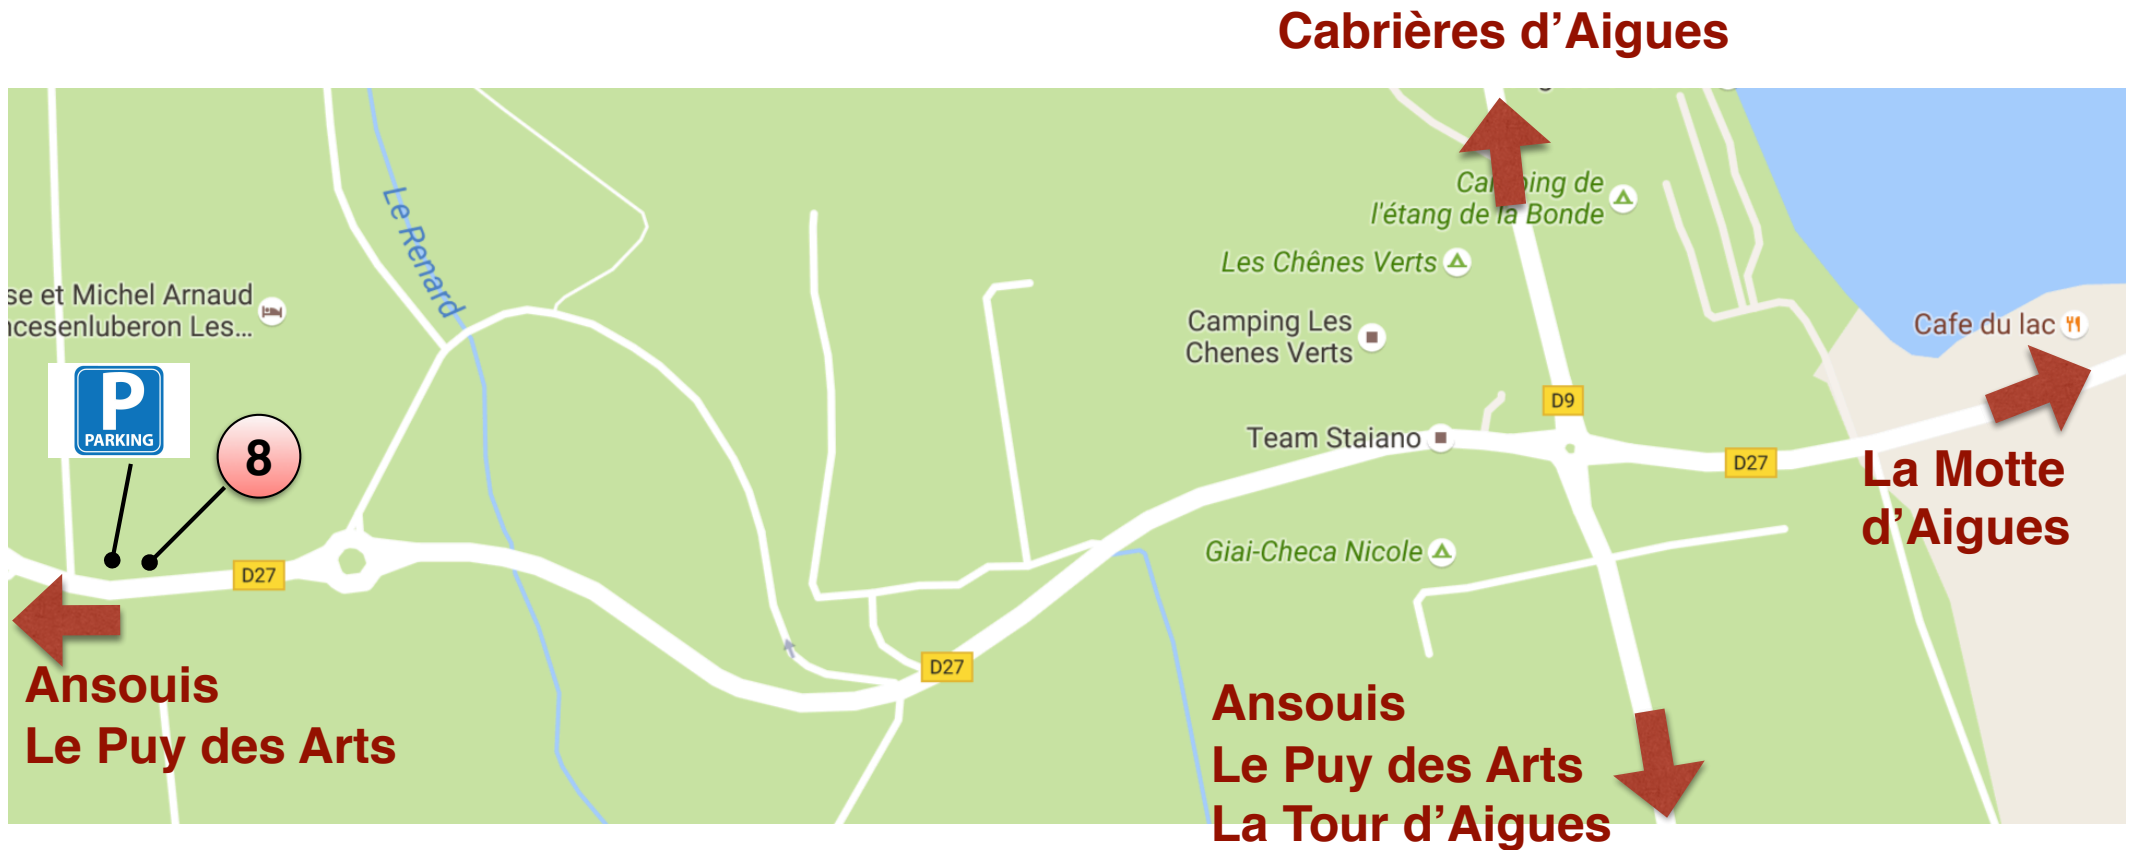 Cabrières d'Aigues
Le Renard
Camping de
l'étang de la Bonde
Les Chênes Verts
se et Michel Arnaud
ncesenluberon Les...
Camping Les
Chenes Verts
Cafe du lac
P
PARKING
8
D9
Team Staiano
D27
La Motte
d'Aigues
Giai-Checa Nicole
D27
D27
Ansouis
Le Puy des Arts
Ansouis
Le Puy des Arts
La Tour d'Aigues